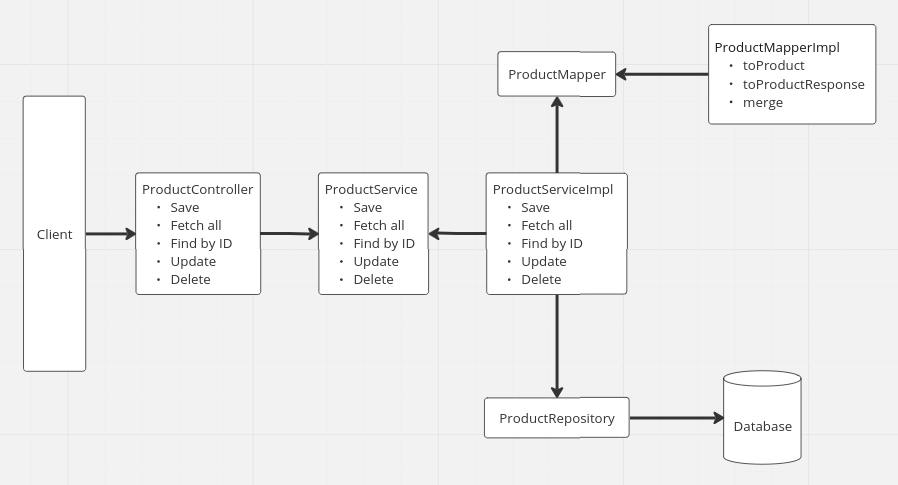 Client
ProductController
• Save
• Fetch all
• Find by ID
• Update
• Delete
ProductService
• Save
• Fetch all
• Find by ID
• Update
• Delete
ProductServiceImpl
• Save
• Fetch all
• Find by ID
• Update
• Delete
ProductMapper
ProductMapperImpl
• toProduct
• toProductResponse
• merge
ProductRepository
Database